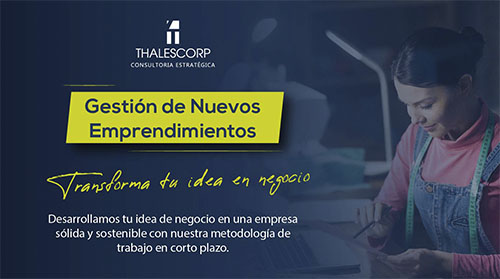 THALESCORP
CONSULTORIA ESTRATÉGICA
Gestión de Nuevos
Emprendimientos
Transforma tu idea en negocio
Desarrollamos tu idea de negocio en una empresa
sólida y sostenible con nuestra metodología de
trabajo en corto plazo.